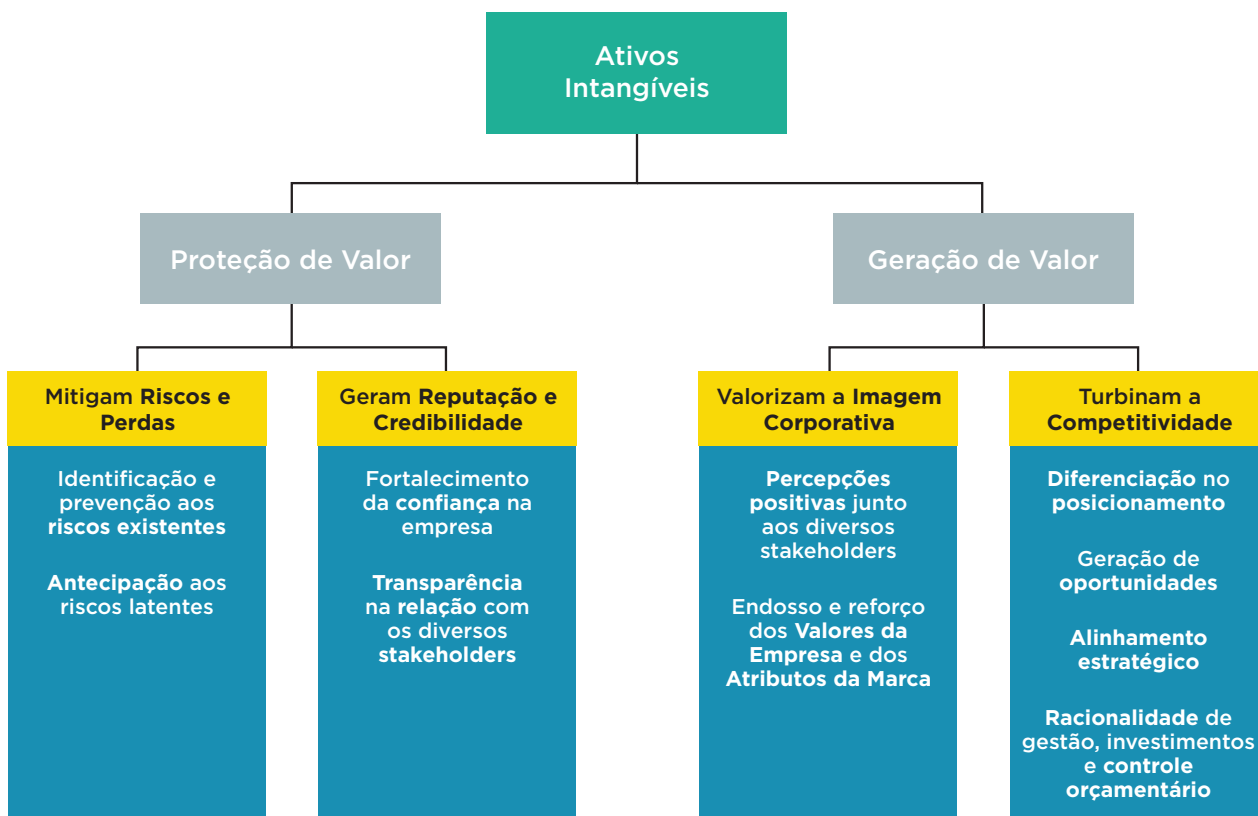 Ativos
Intangíveis
Proteção de Valor
Geração de Valor
Mitigam Riscos e
Perdas
Identificação e
prevenção aos
riscos existentes
Antecipação aos
riscos latentes
Geram Reputação e
Credibilidade
Fortalecimento
da confiança na
empresa
Transparência
na relação com
os diversos
stakeholders
Valorizam a Imagem
Corporativa
Percepções
positivas junto
aos diversos
stakeholders
Endosso e reforço
dos Valores da
Empresa e dos
Atributos da Marca
Turbinam a
Competitividade
Diferenciação no
posicionamento
Geração de
oportunidades
Alinhamento
estratégico
Racionalidade de
gestão, investimentos
e controle
orçamentário